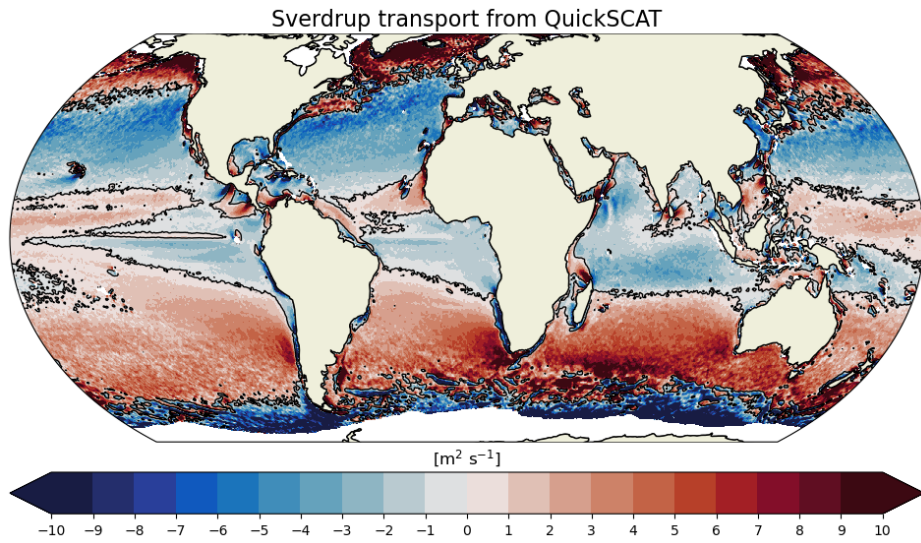 Sverdrup transport from QuickSCAT
[m² s⁻¹]
−10 −9 −8 −7 −6 −5 −4 −3 −2 −1 0 1 2 3 4 5 6 7 8 9 10